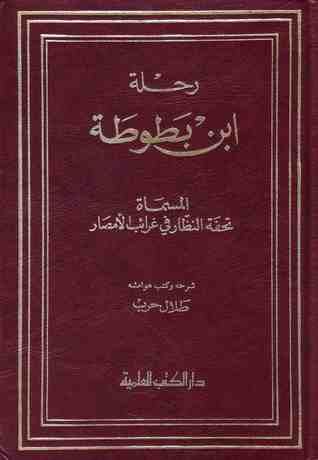 رحلة
ابن بطوطة
المسماة
تحفة النظار في غرائب الأمصار
شرحه وكتب هوامشه
طلال حرب
دار الكتب العلمية